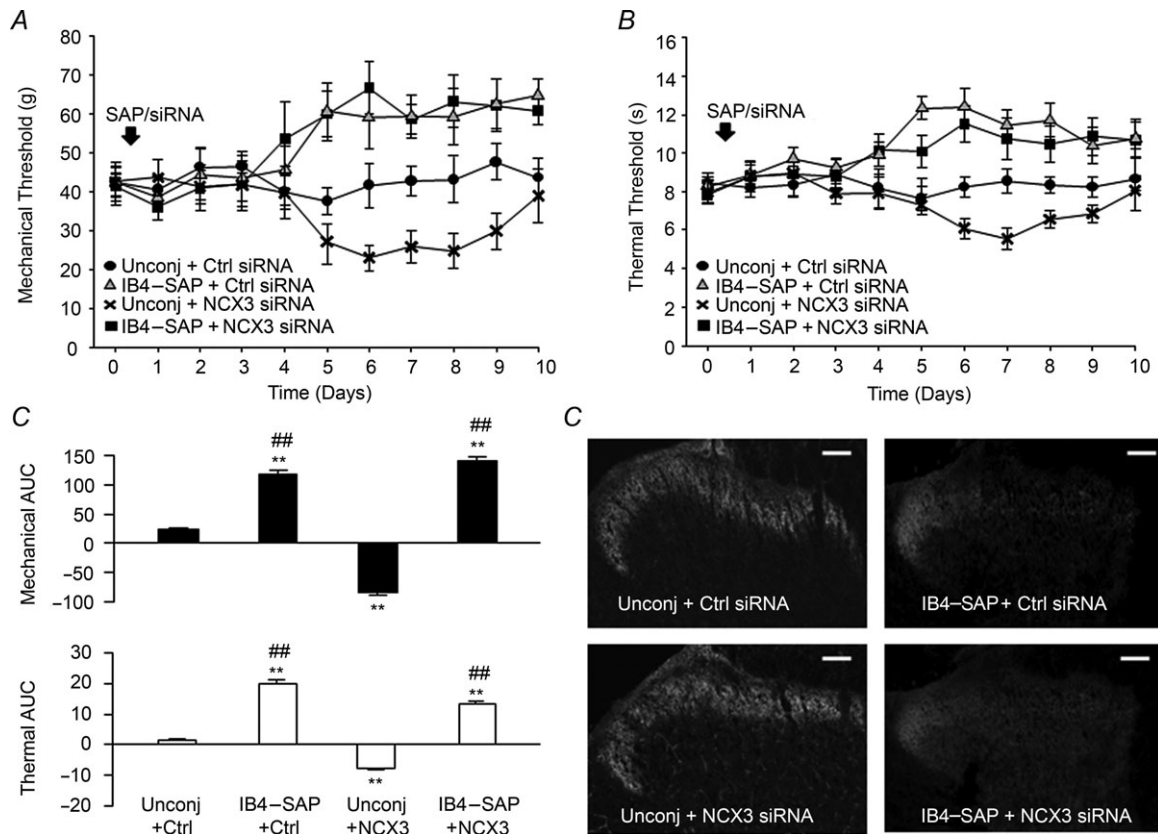 A
Mechanical Threshold (g)
80
70
60
50
40
30
20
10
0
SAP/siRNA
Unconj + Ctrl siRNA
IB4–SAP + Ctrl siRNA
Unconj + NCX3 siRNA
IB4–SAP + NCX3 siRNA
0 1 2 3 4 5 6 7 8 9 10
Time (Days)
B
Thermal Threshold (s)
16
14
12
10
8
6
4
2
0
SAP/siRNA
Unconj + Ctrl siRNA
IB4–SAP + Ctrl siRNA
Unconj + NCX3 siRNA
IB4–SAP + NCX3 siRNA
0 1 2 3 4 5 6 7 8 9 10
Time (Days)
C
Mechanical AUC
150
100
50
0
–50
–100
##
**
**
##
**
Thermal AUC
30
20
10
0
–10
–20
##
**
**
##
**
Unconj IB4–SAP Unconj IB4–SAP
+Ctrl +Ctrl +NCX3 +NCX3
C
Unconj + Ctrl siRNA
IB4–SAP + Ctrl siRNA
Unconj + NCX3 siRNA
IB4–SAP + NCX3 siRNA